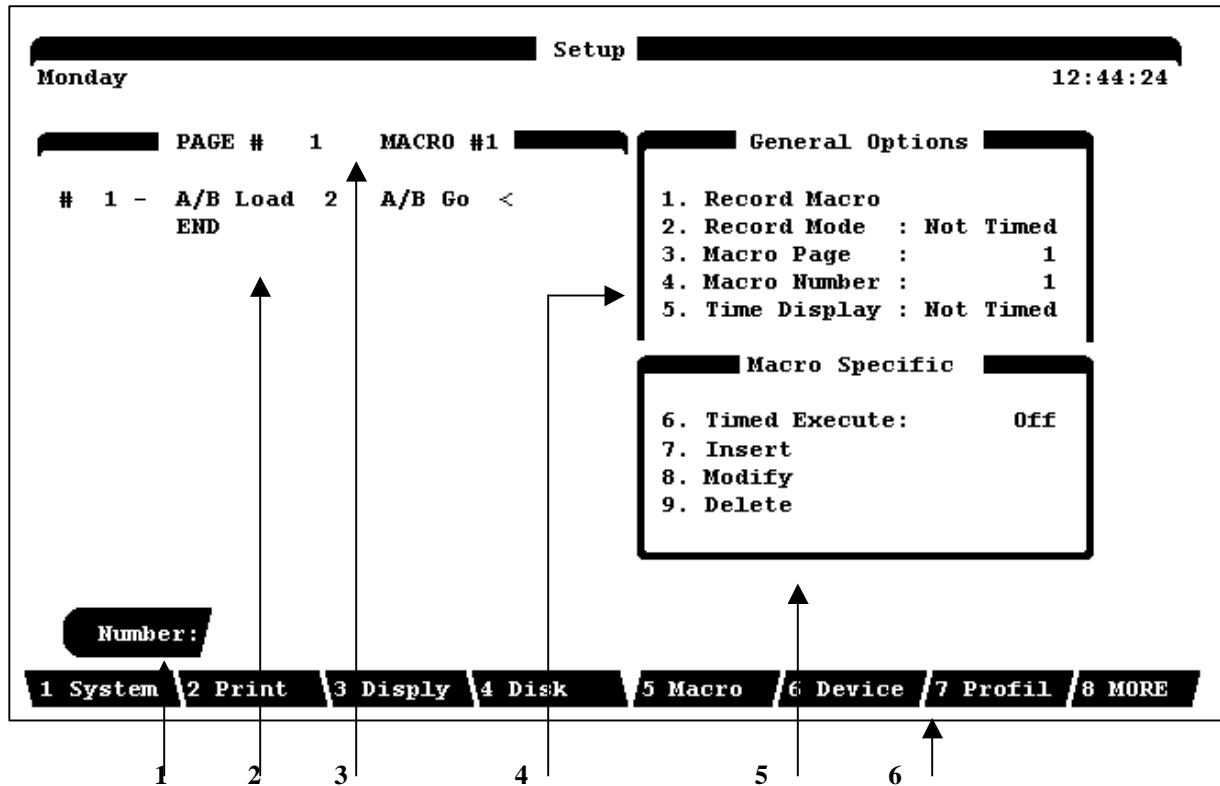 Setup
Monday 12:44:24
PAGE # 1 MACRO #1
# 1 - A/B Load 2 A/B Go <
END
General Options
1. Record Macro
2. Record Mode : Not Timed
3. Macro Page : 1
4. Macro Number : 1
5. Time Display : Not Timed
Macro Specific
6. Timed Execute: Off
7. Insert
8. Modify
9. Delete
Number:
1 System 2 Print 3 Disply 4 Disk 5 Macro 6 Device 7 Profil 8 MORE
1 2 3 4 5 6